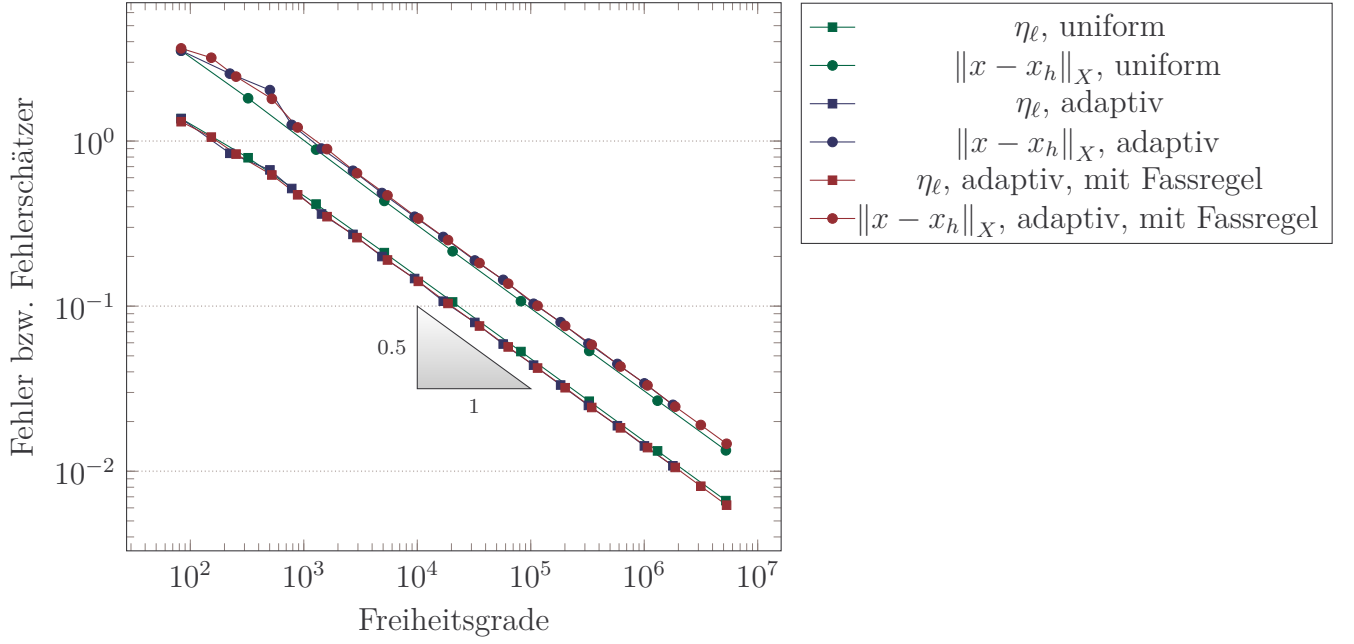 η_ℓ, uniform
‖x − x_h‖_X, uniform
η_ℓ, adaptiv
‖x − x_h‖_X, adaptiv
η_ℓ, adaptiv, mit Fassregel
‖x − x_h‖_X, adaptiv, mit Fassregel
Fehler bzw. Fehlerschätzer
10^0
10^−1
10^−2
0.5
1
10^2 10^3 10^4 10^5 10^6 10^7
Freiheitsgrade